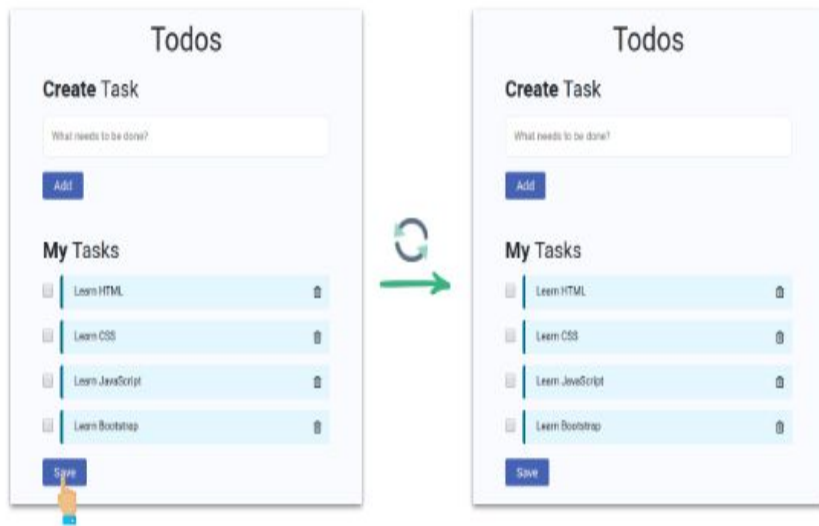 Todos
Create Task
What needs to be done?
Add
My Tasks
Learn HTML
Learn CSS
Learn JavaScript
Learn Bootstrap
Save
Todos
Create Task
What needs to be done?
Add
My Tasks
Learn HTML
Learn CSS
Learn JavaScript
Learn Bootstrap
Save